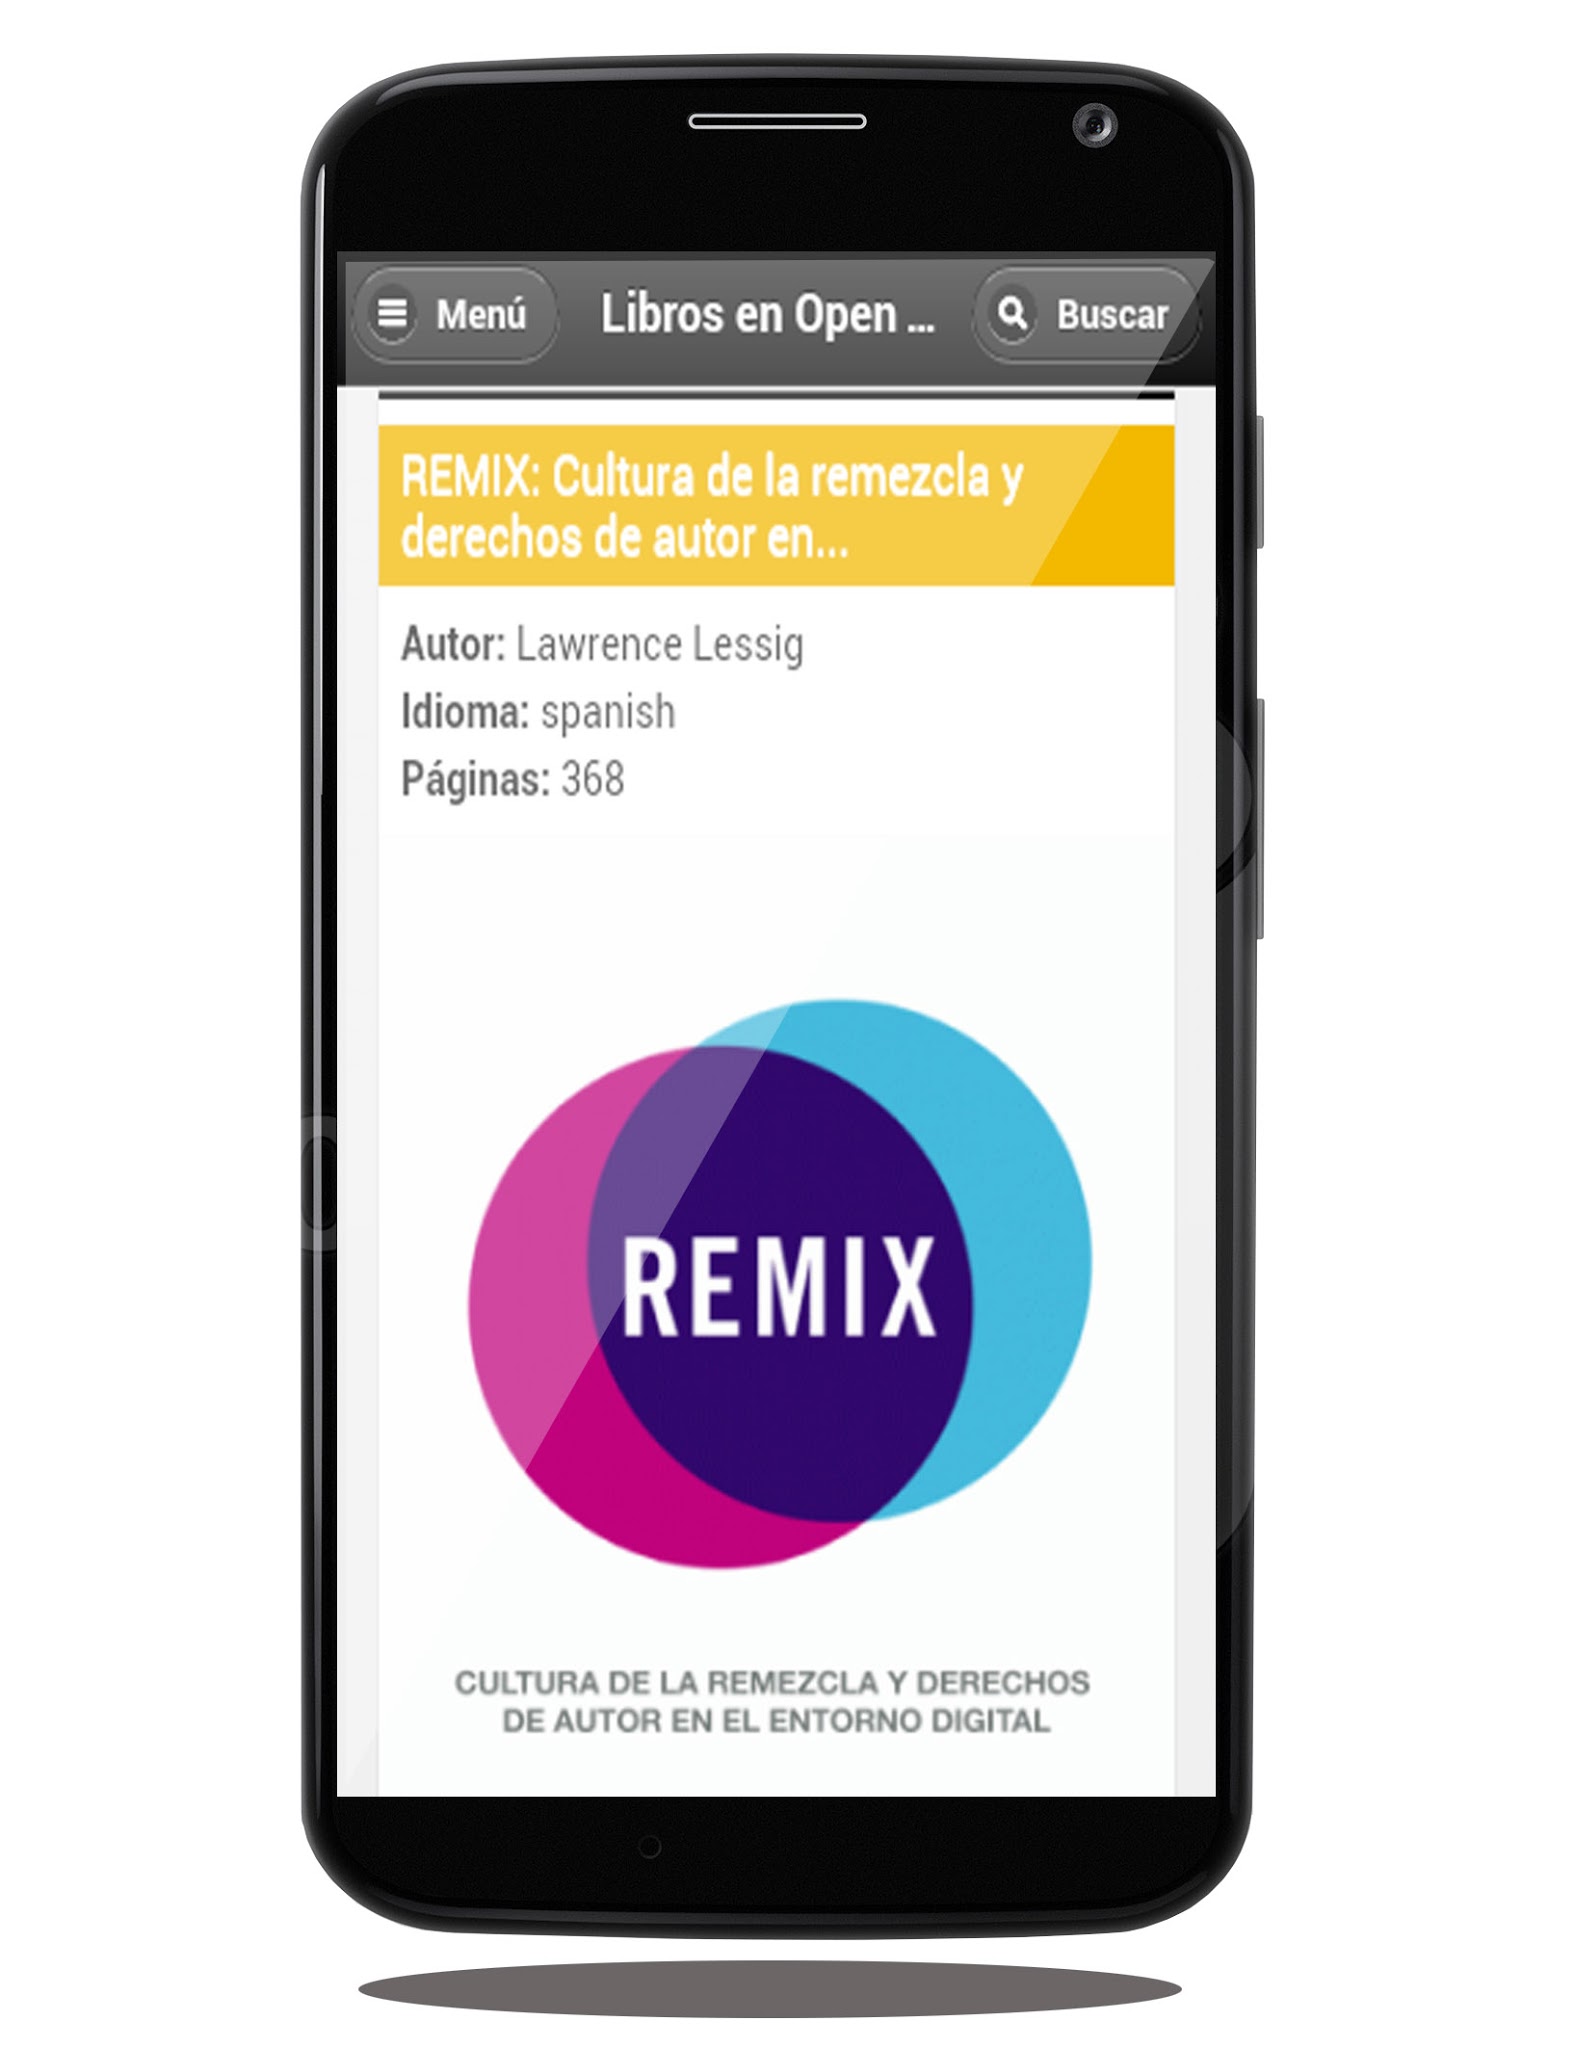 Menú
Libros en Open ...
Buscar
REMIX: Cultura de la remezcla y
derechos de autor en...
Autor: Lawrence Lessig
Idioma: spanish
Páginas: 368
REMIX
CULTURA DE LA REMEZCLA Y DERECHOS
DE AUTOR EN EL ENTORNO DIGITAL